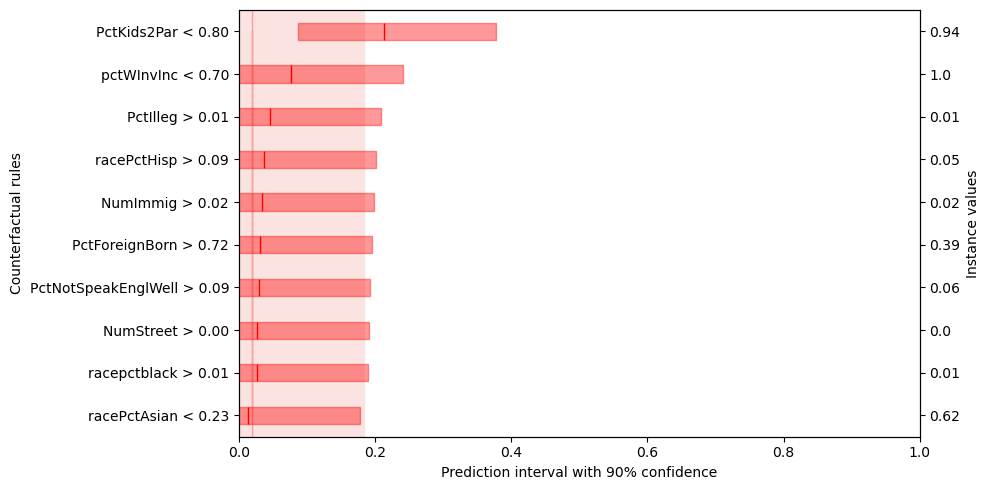 PctKids2Par < 0.80 0.94
pctWInvInc < 0.70 1.0
PctIlleg > 0.01 0.01
racePctHisp > 0.09 0.05
NumImmig > 0.02 0.02
PctForeignBorn > 0.72 0.39
PctNotSpeakEnglWell > 0.09 0.06
NumStreet > 0.00 0.0
racepctblack > 0.01 0.01
racePctAsian < 0.23 0.62
Counterfactual rules
Instance values
0.0 0.2 0.4 0.6 0.8 1.0
Prediction interval with 90% confidence